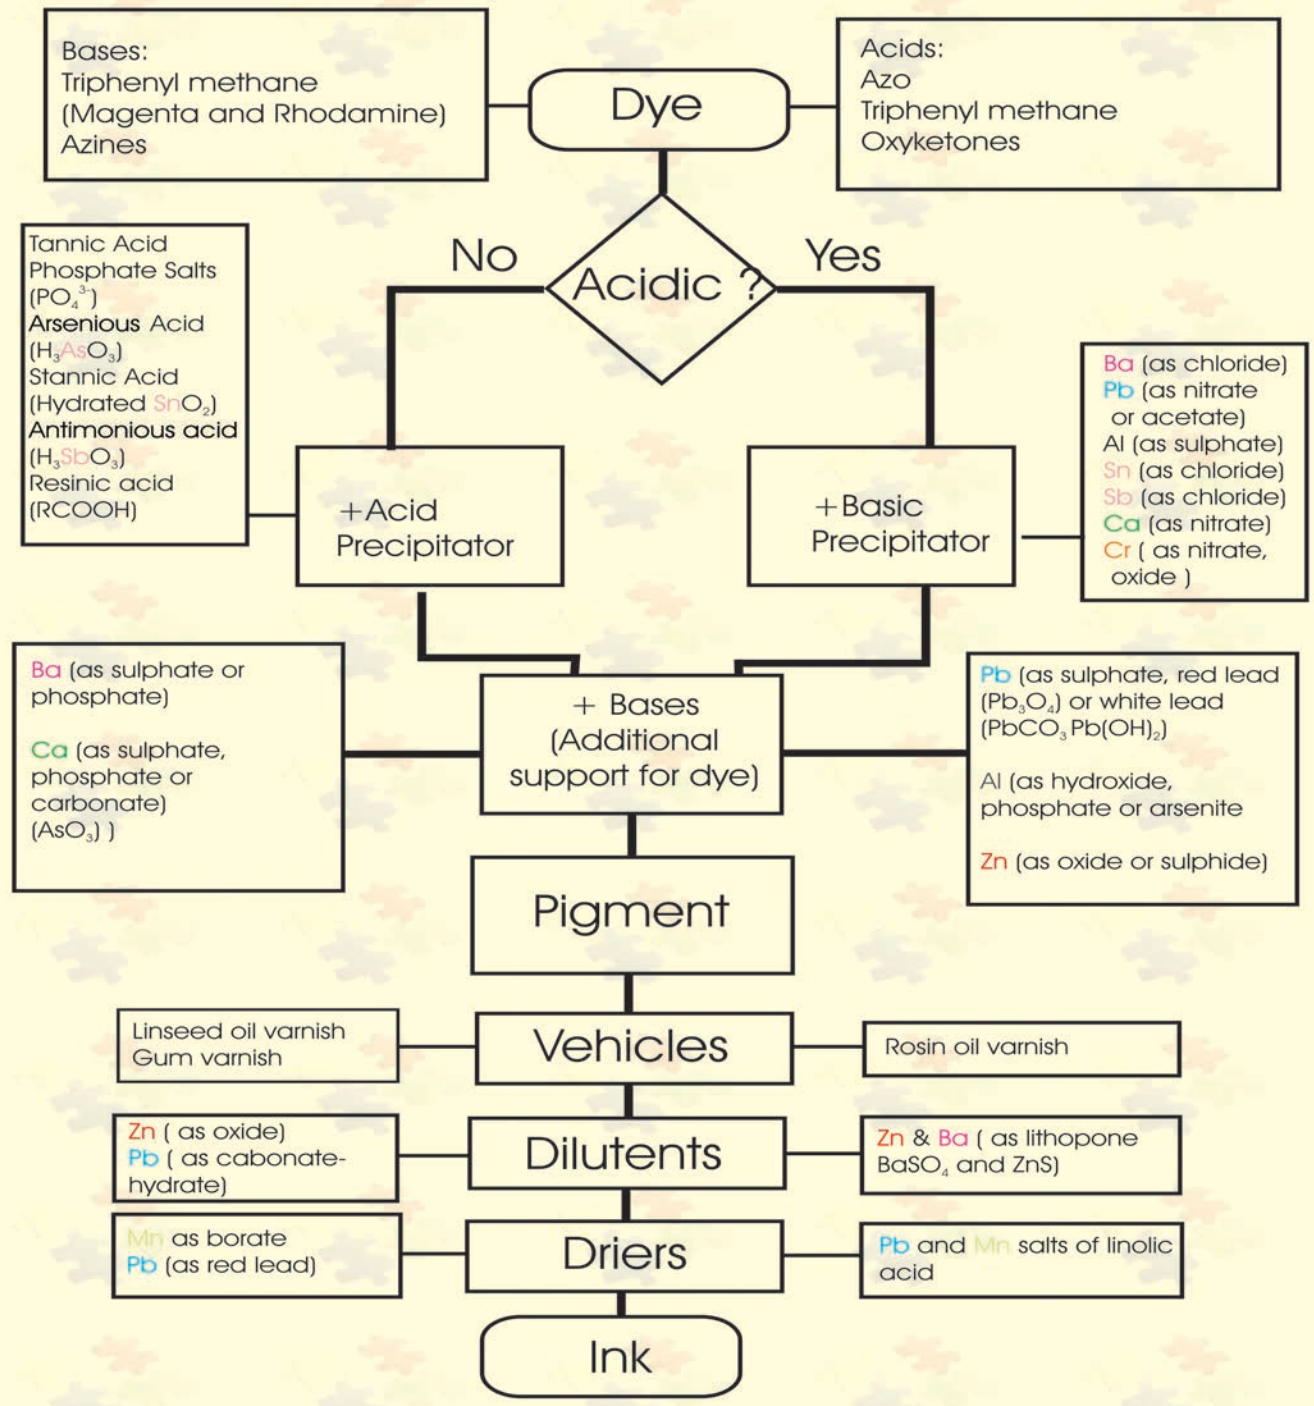 Bases:
Triphenyl methane
(Magenta and Rhodamine)
Azines
Dye
Acids:
Azo
Triphenyl methane
Oxyketones
No
Acidic ?
Yes
Tannic Acid
Phosphate Salts
(PO₄³⁻)
Arsenious Acid
(H₃AsO₃)
Stannic Acid
(Hydrated SnO₂)
Antimonious acid
(H₃SbO₃)
Resinic acid
(RCOOH)
+Acid
Precipitator
+Basic
Precipitator
Ba (as chloride)
Pb (as nitrate
or acetate)
Al (as sulphate)
Sn (as chloride)
Sb (as chloride)
Ca (as nitrate)
Cr ( as nitrate,
oxide )
Ba (as sulphate or
phosphate)
Ca (as sulphate,
phosphate or
carbonate)
(AsO₃) )
+ Bases
(Additional
support for dye)
Pb (as sulphate, red lead
(Pb₃O₄) or white lead
(PbCO₃ Pb(OH)₂)
Al (as hydroxide,
phosphate or arsenite
Zn (as oxide or sulphide)
Pigment
Linseed oil varnish
Gum varnish
Vehicles
Rosin oil varnish
Zn ( as oxide)
Pb ( as cabonate-
hydrate)
Dilutents
Zn & Ba ( as lithopone
BaSO₄ and ZnS)
Mn as borate
Pb (as red lead)
Driers
Pb and Mn salts of linolic
acid
Ink